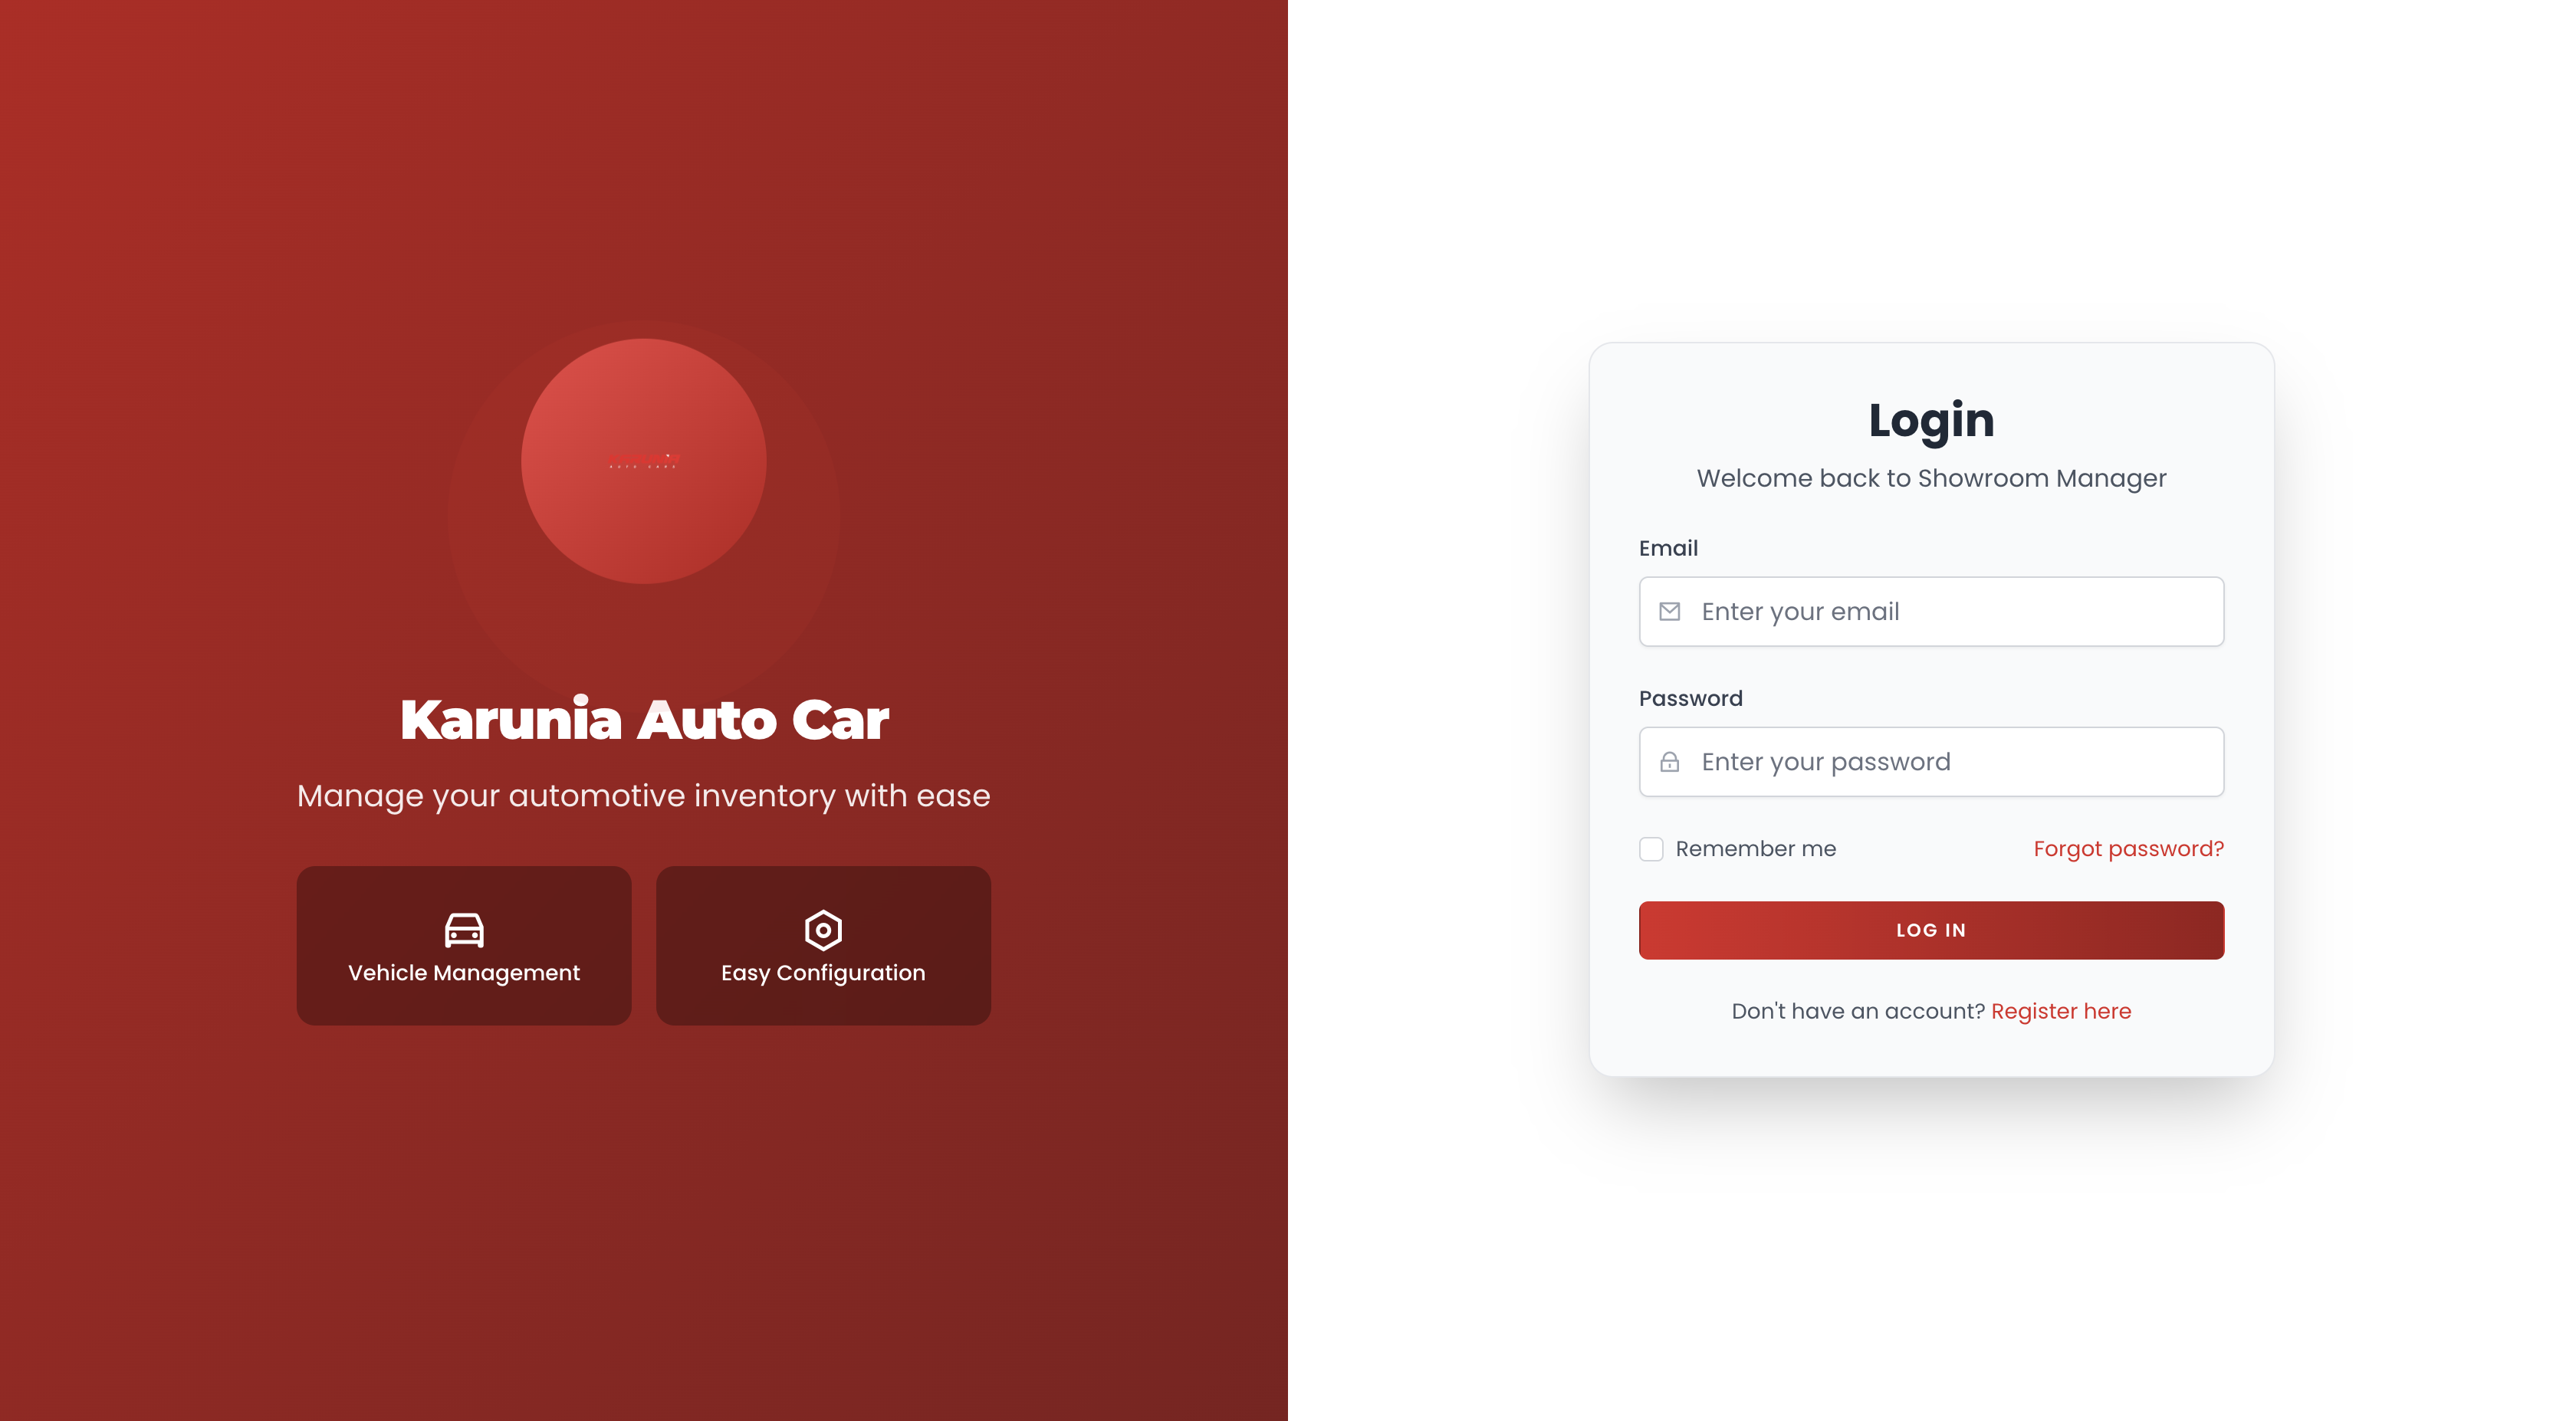 AUTO CARS
Karunia Auto Car
Manage your automotive inventory with ease
Vehicle Management
Easy Configuration
Login
Welcome back to Showroom Manager
Email
Enter your email
Password
Enter your password
Remember me
Forgot password?
LOG IN
Don't have an account? Register here